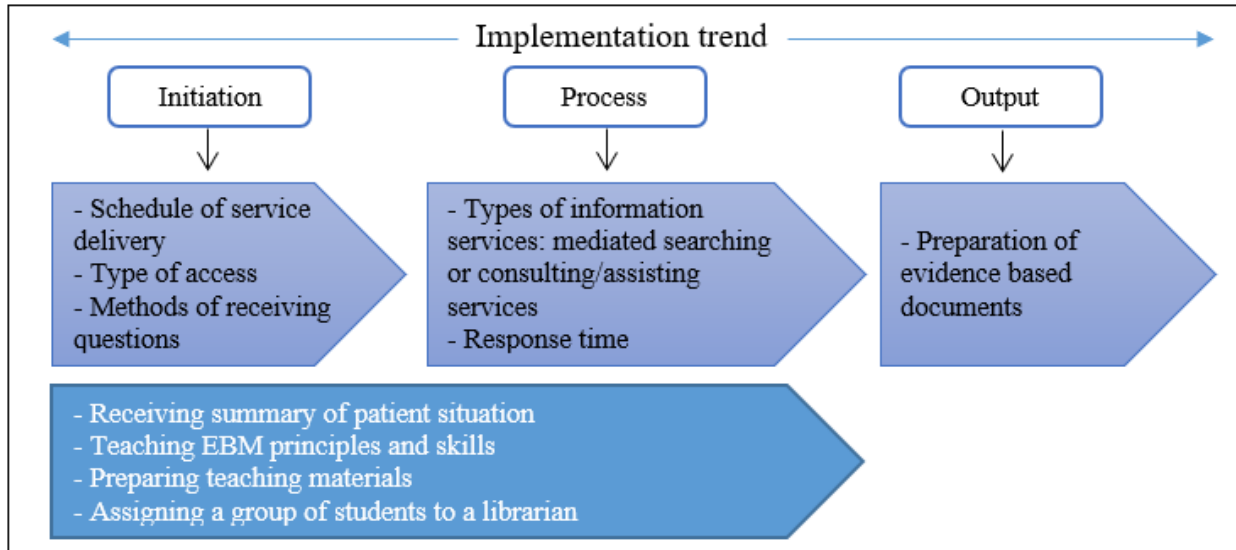 Implementation trend
Initiation
Process
Output
- Schedule of service
delivery
- Type of access
- Methods of receiving
questions
- Types of information
services: mediated searching
or consulting/assisting
services
- Response time
- Preparation of
evidence based
documents
- Receiving summary of patient situation
- Teaching EBM principles and skills
- Preparing teaching materials
- Assigning a group of students to a librarian